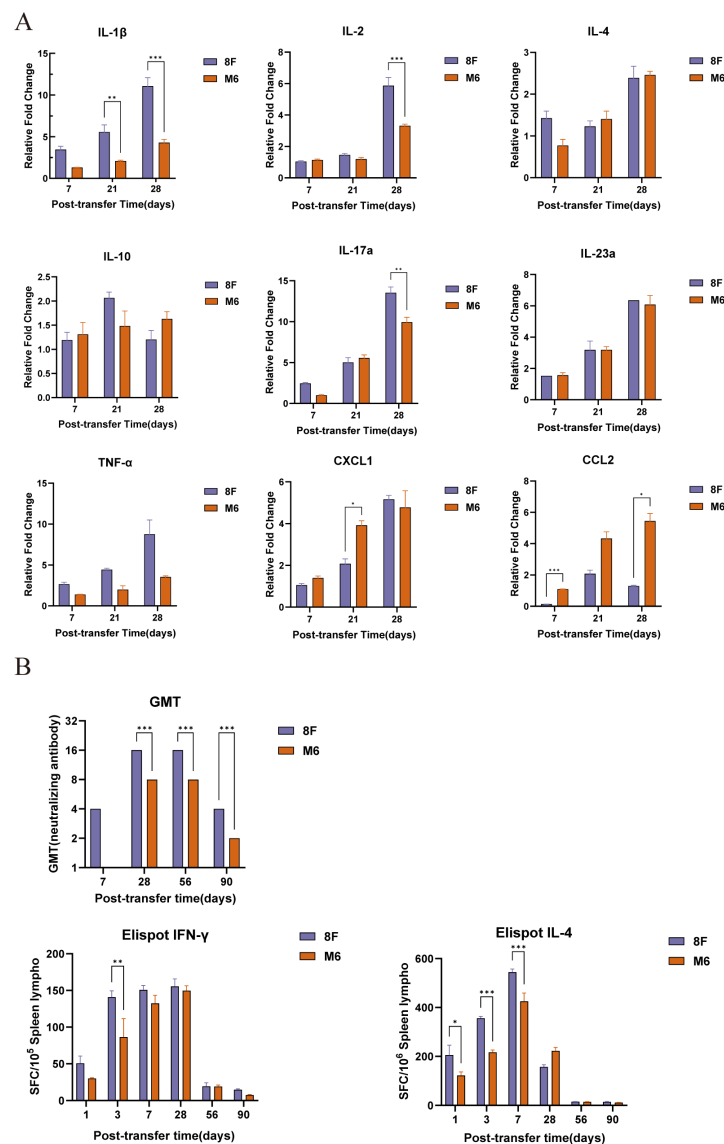 A
IL-1β
Relative Fold Change
15
10
5
0
**
***
8F
M6
7 21 28
Post-transfer Time(days)
IL-2
Relative Fold Change
8
6
4
2
0
***
8F
M6
7 21 28
Post-transfer Time(days)
IL-4
Relative Fold Change
4
3
2
1
0
8F
M6
7 21 28
Post-transfer Time(days)
IL-10
Relative Fold Change
2.5
2.0
1.5
1.0
0.5
0.0
8F
M6
7 21 28
Post-transfer Time(days)
IL-17a
Relative Fold Change
15
10
5
0
**
8F
M6
7 21 28
Post-transfer Time(days)
IL-23a
Relative Fold Change
8
6
4
2
0
8F
M6
7 21 28
Post-transfer Time(days)
TNF-α
Relative Fold Change
15
10
5
0
8F
M6
7 21 28
Post-transfer Time(days)
CXCL1
Relative Fold Change
6
4
2
0
*
8F
M6
7 21 28
Post-transfer Time(days)
CCL2
Relative Fold Change
8
6
4
2
0
***
*
8F
M6
7 21 28
Post-transfer Time(days)
B
GMT
GMT(neutralizing antibody)
32
16
8
4
2
1
*** *** ***
8F
M6
7 28 56 90
Post-transfer time(days)
Elispot IFN-γ
SFC/10⁶ Spleen lympho
200
150
100
50
0
**
8F
M6
1 3 7 28 56 90
Post-transfer time(days)
Elispot IL-4
SFC/10⁶ Spleen lympho
600
400
200
0
*
***
***
8F
M6
1 3 7 28 56 90
Post-transfer time(days)